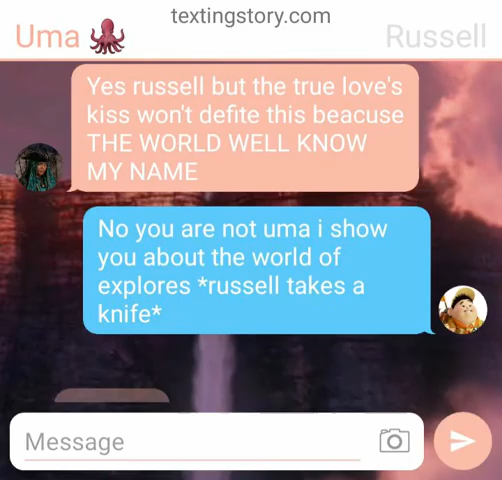 textingstory.com
Uma 🐙
Russell
Yes russell but the true love's
kiss won't defite this beacuse
THE WORLD WELL KNOW
MY NAME
No you are not uma i show
you about the world of
explores *russell takes a
knife*
Message